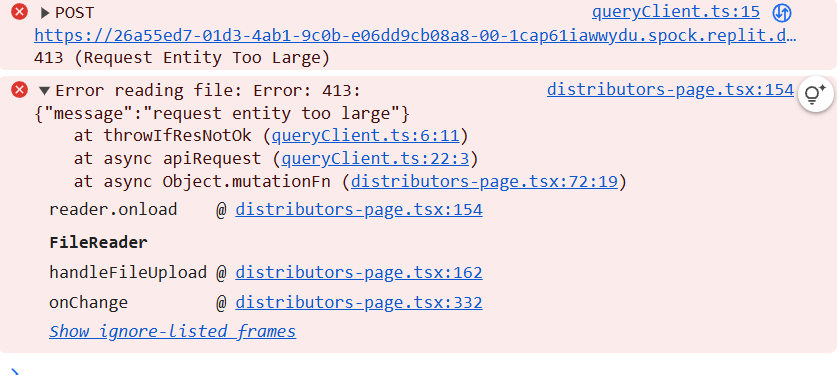 ▶ POST queryClient.ts:15
https://26a55ed7-01d3-4ab1-9c0b-e06dd9cb08a8-00-1cap61iawwydu.spock.replit.d…
413 (Request Entity Too Large)
▼ Error reading file: Error: 413: distributors-page.tsx:154
{"message":"request entity too large"}
at throwIfResNotOk (queryClient.ts:6:11)
at async apiRequest (queryClient.ts:22:3)
at async Object.mutationFn (distributors-page.tsx:72:19)
reader.onload @ distributors-page.tsx:154
FileReader
handleFileUpload @ distributors-page.tsx:162
onChange @ distributors-page.tsx:332
Show ignore-listed frames